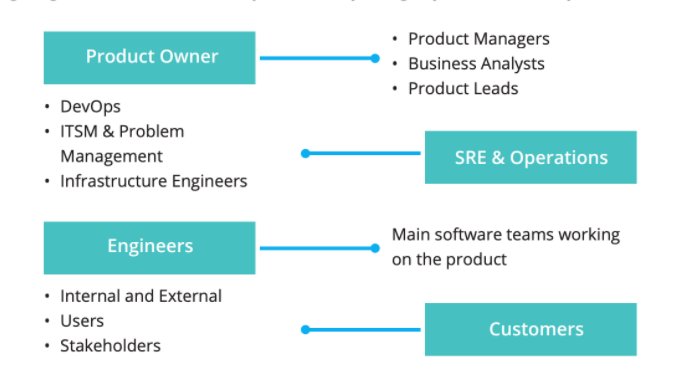 Product Owner
• Product Managers
• Business Analysts
• Product Leads
• DevOps
• ITSM & Problem
Management
• Infrastructure Engineers
SRE & Operations
Engineers
Main software teams working
on the product
• Internal and External
• Users
• Stakeholders
Customers